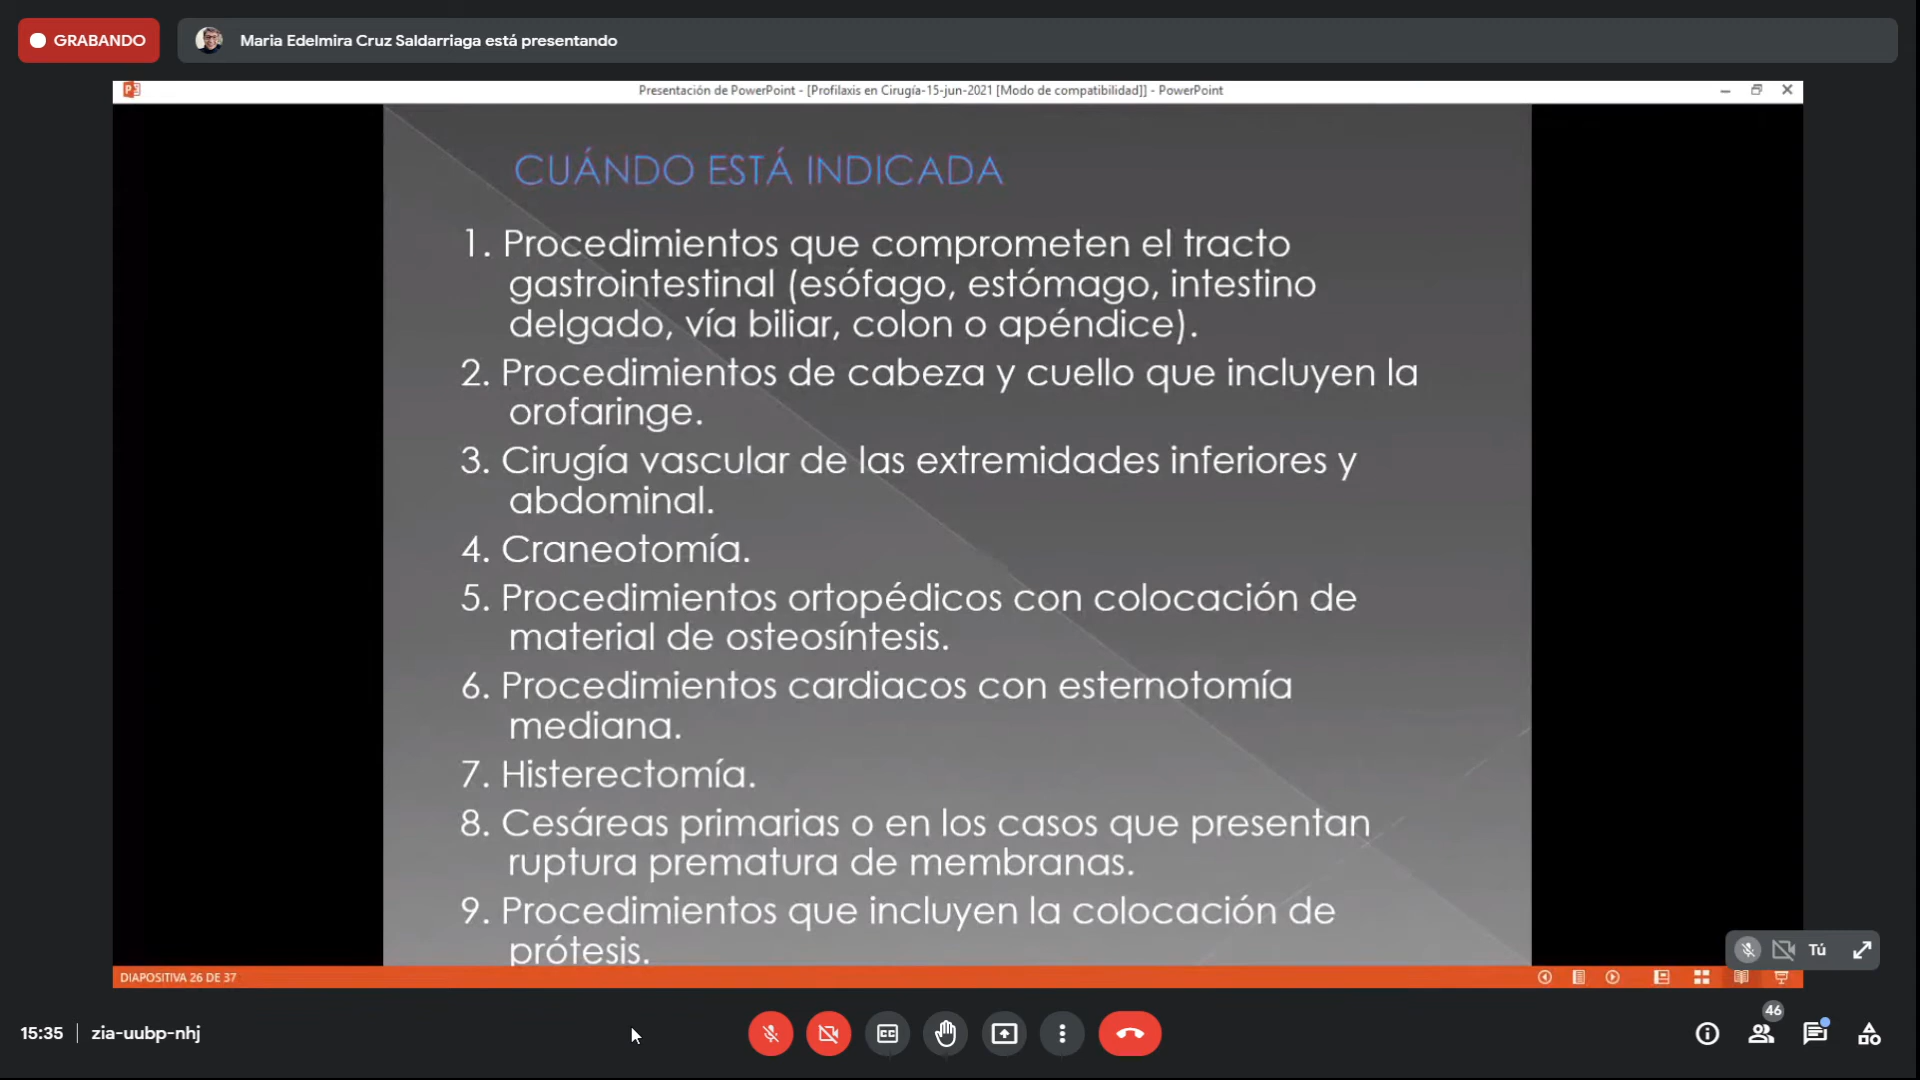 GRABANDO
Maria Edelmira Cruz Saldarriaga está presentando
Presentación de PowerPoint - [Profilaxis en Cirugía-15-jun-2021 [Modo de compatibilidad]] - PowerPoint
CUÁNDO ESTÁ INDICADA
1. Procedimientos que comprometen el tracto
gastrointestinal (esófago, estómago, intestino
delgado, vía biliar, colon o apéndice).
2. Procedimientos de cabeza y cuello que incluyen la
orofaringe.
3. Cirugía vascular de las extremidades inferiores y
abdominal.
4. Craneotomía.
5. Procedimientos ortopédicos con colocación de
material de osteosíntesis.
6. Procedimientos cardiacos con esternotomía
mediana.
7. Histerectomía.
8. Cesáreas primarias o en los casos que presentan
ruptura prematura de membranas.
9. Procedimientos que incluyen la colocación de
prótesis.
Tú
DIAPOSITIVA 26 DE 37
46
15:35 | zia-uubp-nhj
CC